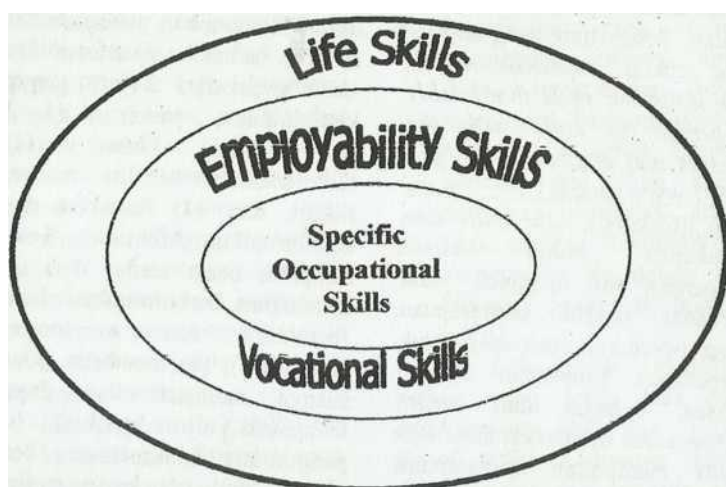 Life Skills
Employability Skills
Specific
Occupational
Skills
Vocational Skills